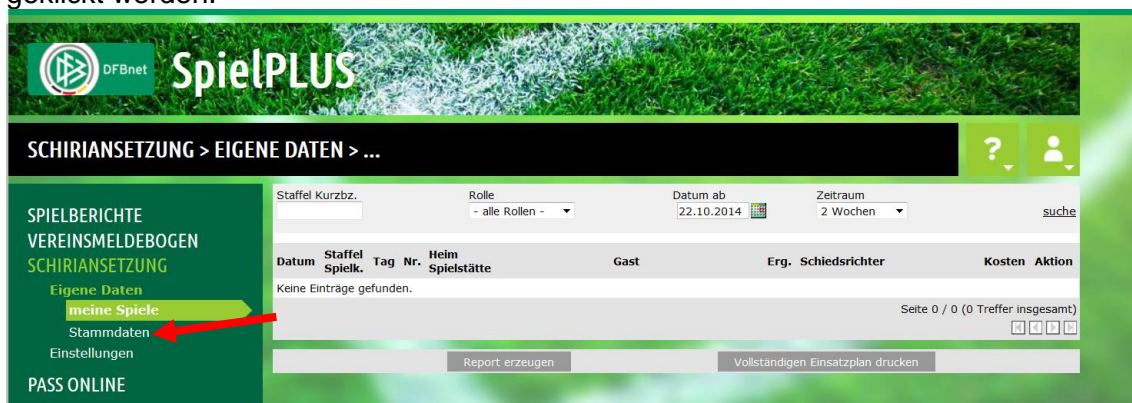 geklickt werden.
DFBnet SpielPLUS
SCHIRIANSETZUNG > EIGENE DATEN > ...
?
SPIELBERICHTE
VEREINSMELDEBOGEN
SCHIRIANSETZUNG
Eigene Daten
meine Spiele
Stammdaten
Einstellungen
PASS ONLINE
Staffel Kurzbz. Rolle Datum ab Zeitraum
- alle Rollen - 22.10.2014 2 Wochen suche
Datum Staffel Spielk. Tag Nr. Heim Spielstätte Gast Erg. Schiedsrichter Kosten Aktion
Keine Einträge gefunden.
Seite 0 / 0 (0 Treffer insgesamt)
Report erzeugen Vollständigen Einsatzplan drucken